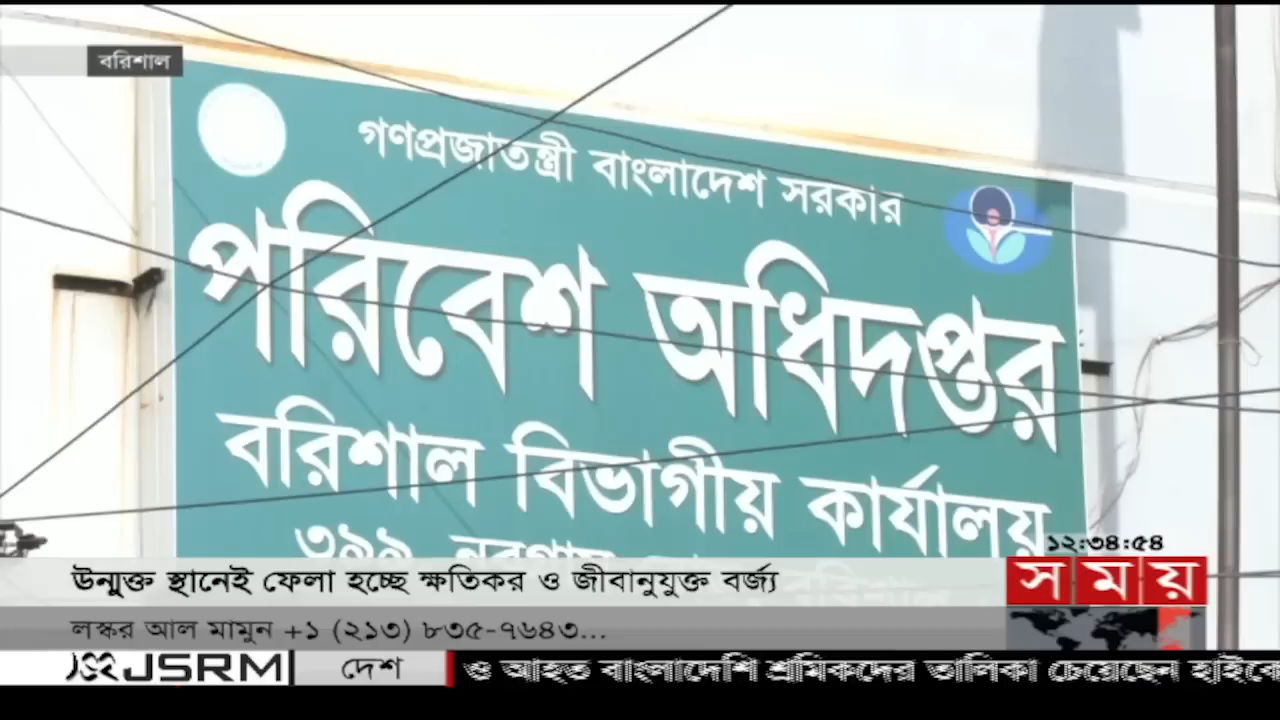 বরিশাল
গণপ্রজাতন্ত্রী বাংলাদেশ সরকার
পরিবেশ অধিদপ্তর
বরিশাল বিভাগীয় কার্যালয়
৩৯৯
১২:৩৪:৫৪
সময়
উন্মুক্ত স্থানেই ফেলা হচ্ছে ক্ষতিকর ও জীবানুযুক্ত বর্জ্য
লস্কর আল মামুন +১ (২১৩) ৮৩৫-৭৬৪৩...
JSRM
দেশ
ও আহত বাংলাদেশি শ্রমিকদের তালিকা চেয়েছেন